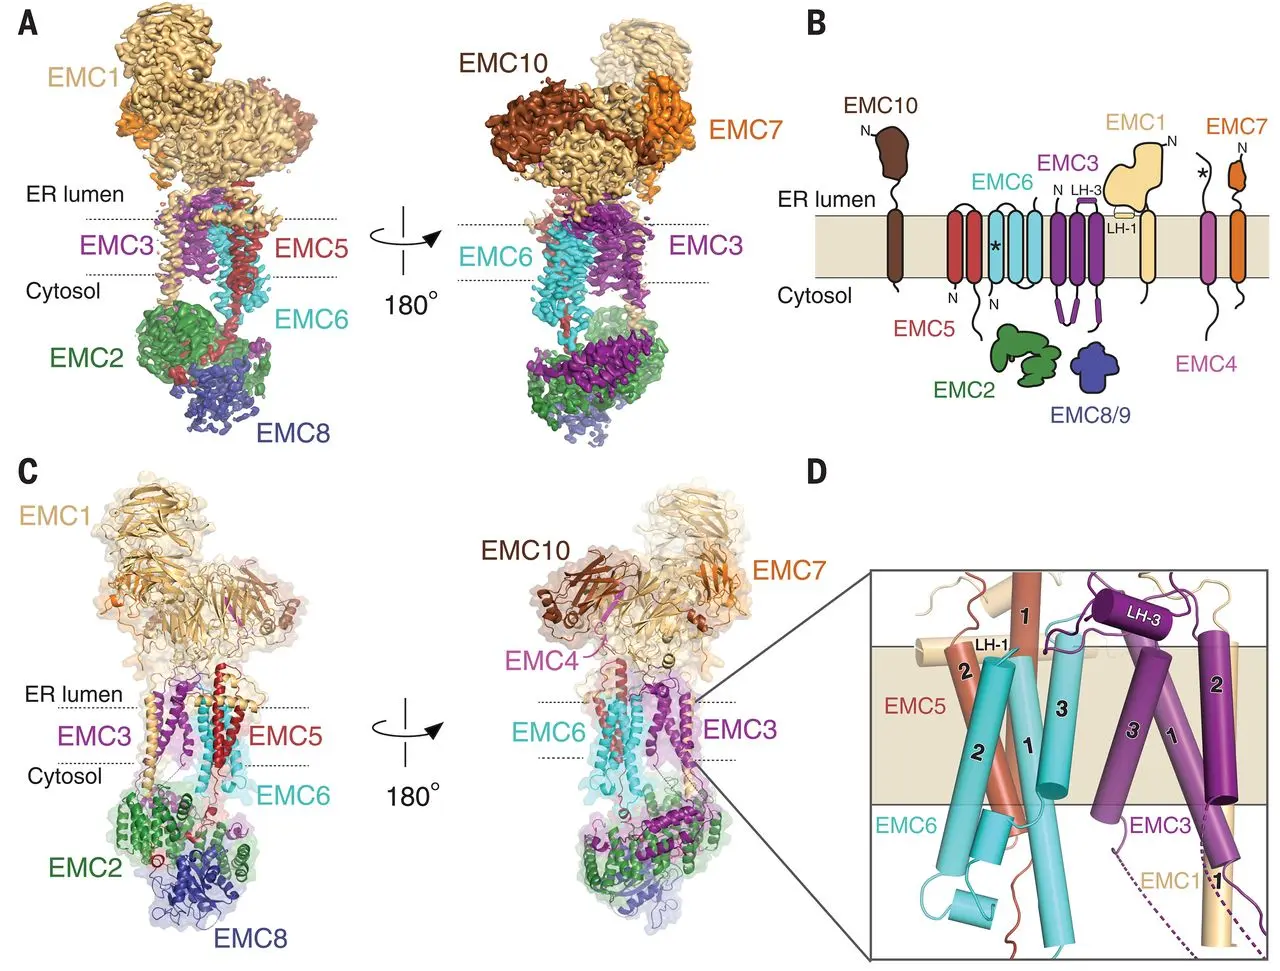 A
EMC1
ER lumen
EMC3
EMC5
Cytosol
EMC6
EMC2
EMC8
180°
EMC10
EMC7
EMC6
EMC3
B
EMC10
N
EMC6
EMC3
N
LH-3
EMC1
N
EMC7
N
*
ER lumen
LH-1
*
Cytosol
N
N
EMC5
EMC2
EMC8/9
EMC4
C
EMC1
ER lumen
EMC3
EMC5
Cytosol
EMC6
EMC2
EMC8
180°
EMC10
EMC7
EMC4
EMC6
EMC3
D
1
LH-3
LH-1
2
2
EMC5
3
3
1
2
1
EMC6
EMC3
EMC1
1